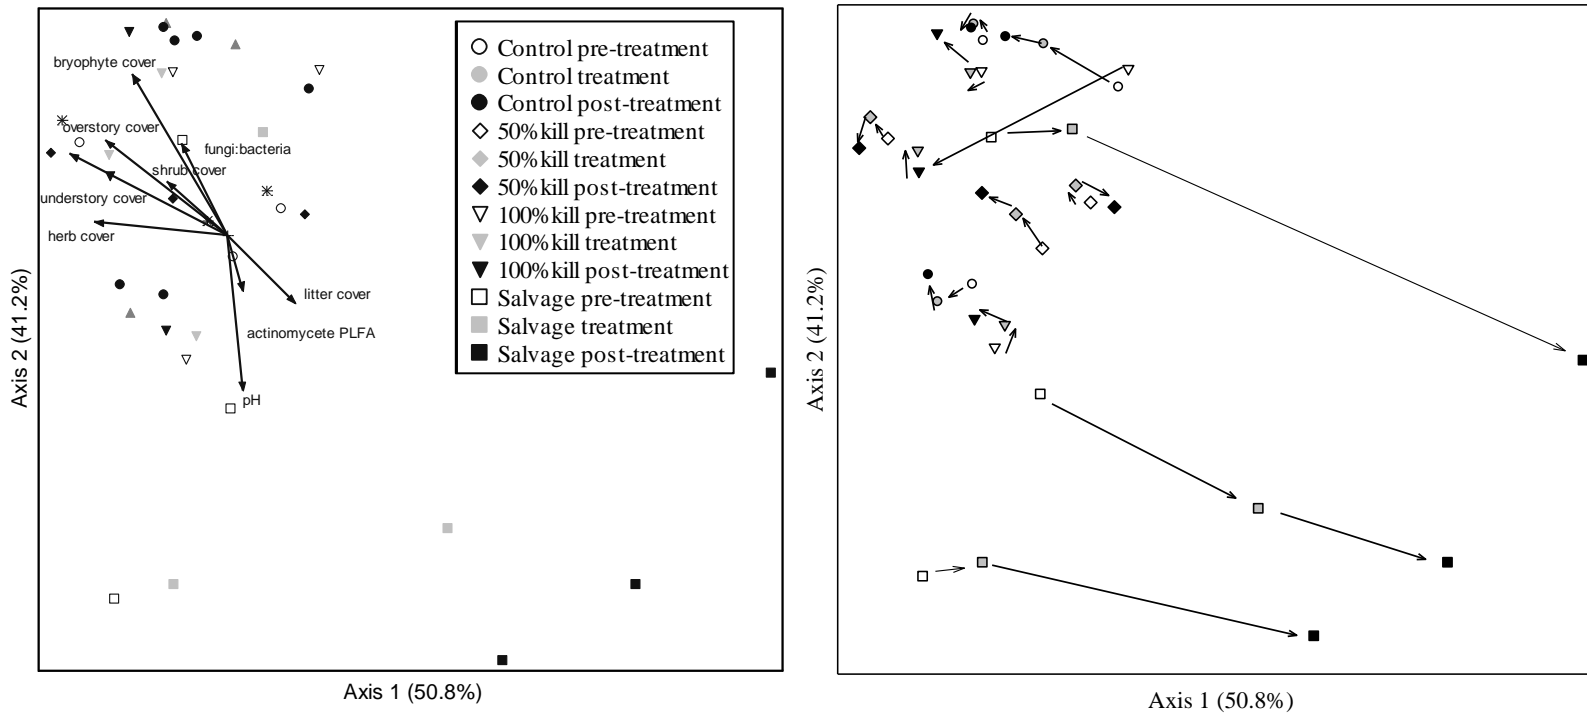 bryophyte cover
overstory cover
fungi:bacteria
shrub cover
understory cover
herb cover
litter cover
actinomycete PLFA
pH
Axis 2 (41.2%)
Axis 1 (50.8%)
Control pre-treatment
Control treatment
Control post-treatment
50% kill pre-treatment
50% kill treatment
50% kill post-treatment
100% kill pre-treatment
100% kill treatment
100% kill post-treatment
Salvage pre-treatment
Salvage treatment
Salvage post-treatment
Axis 2 (41.2%)
Axis 1 (50.8%)